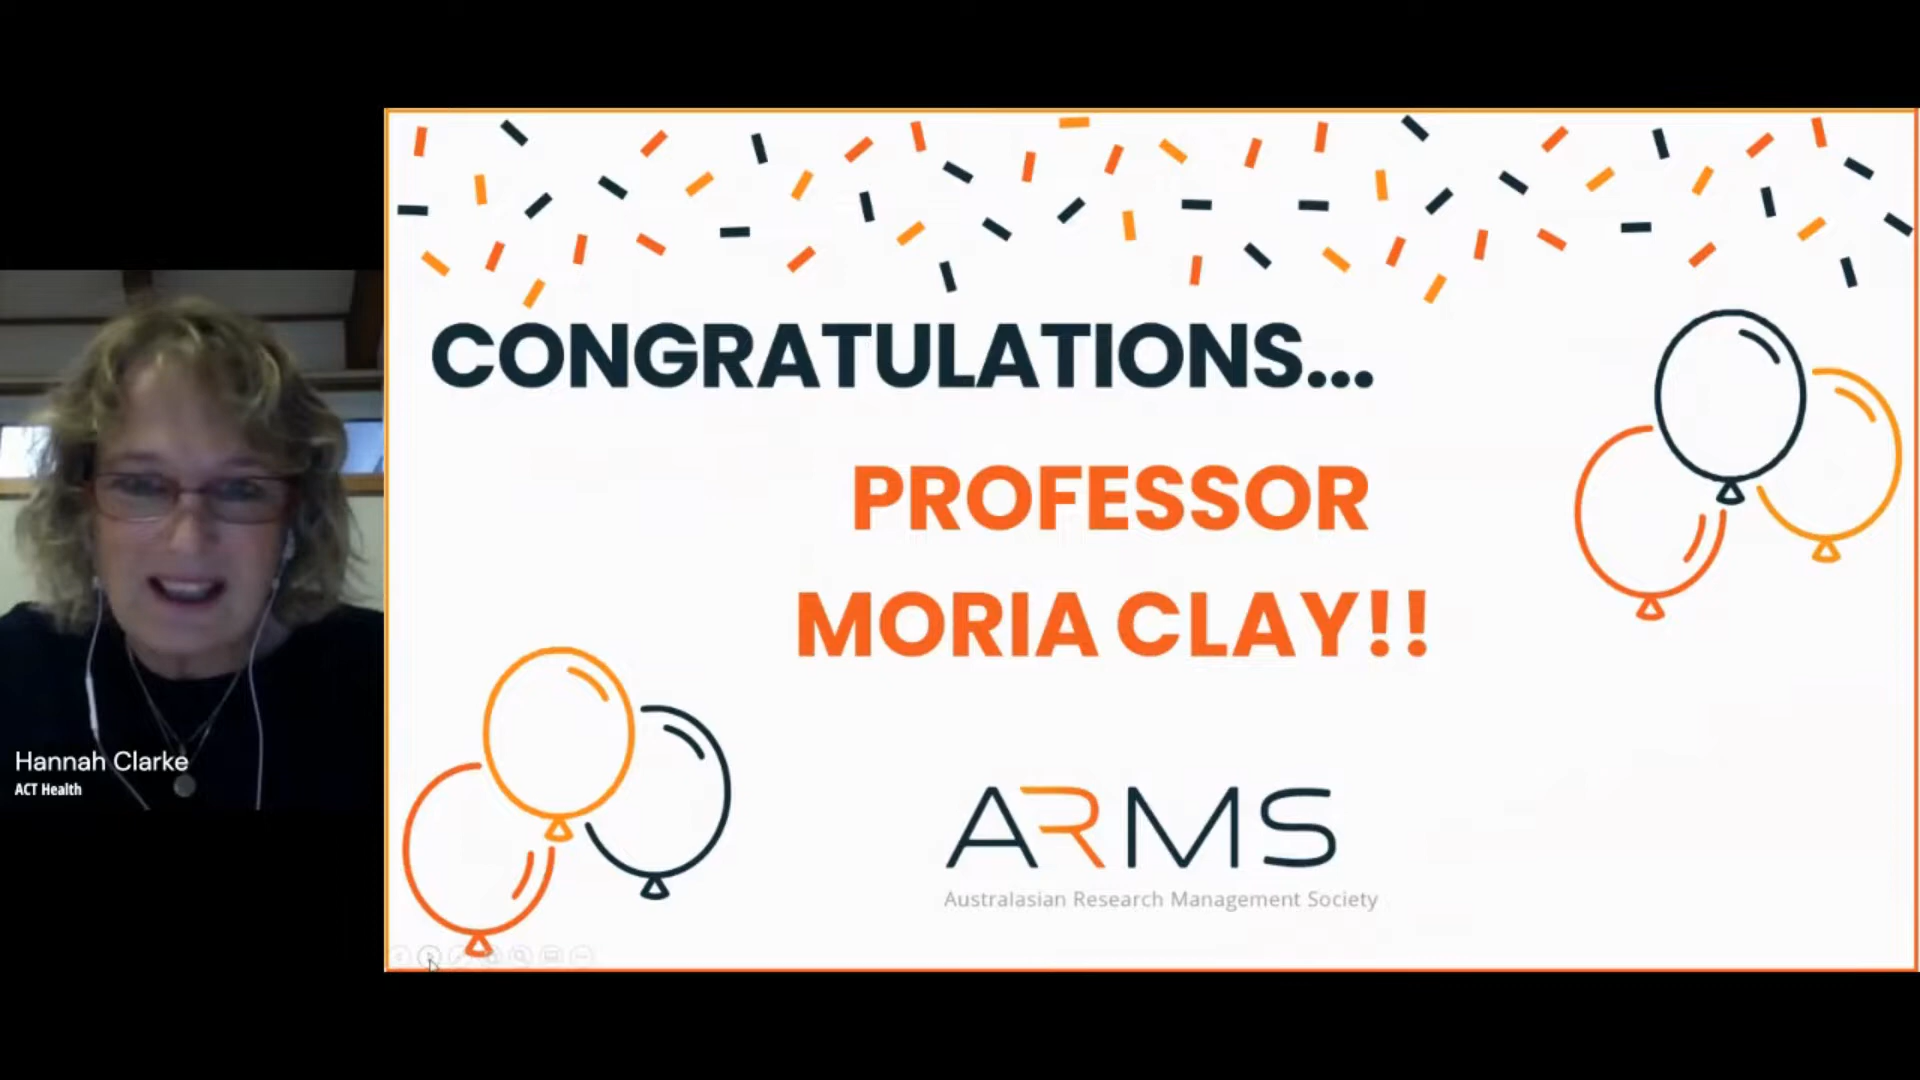 CONGRATULATIONS...
PROFESSOR
MORIA CLAY!!
Hannah Clarke
ACT Health
ARMS
Australasian Research Management Society